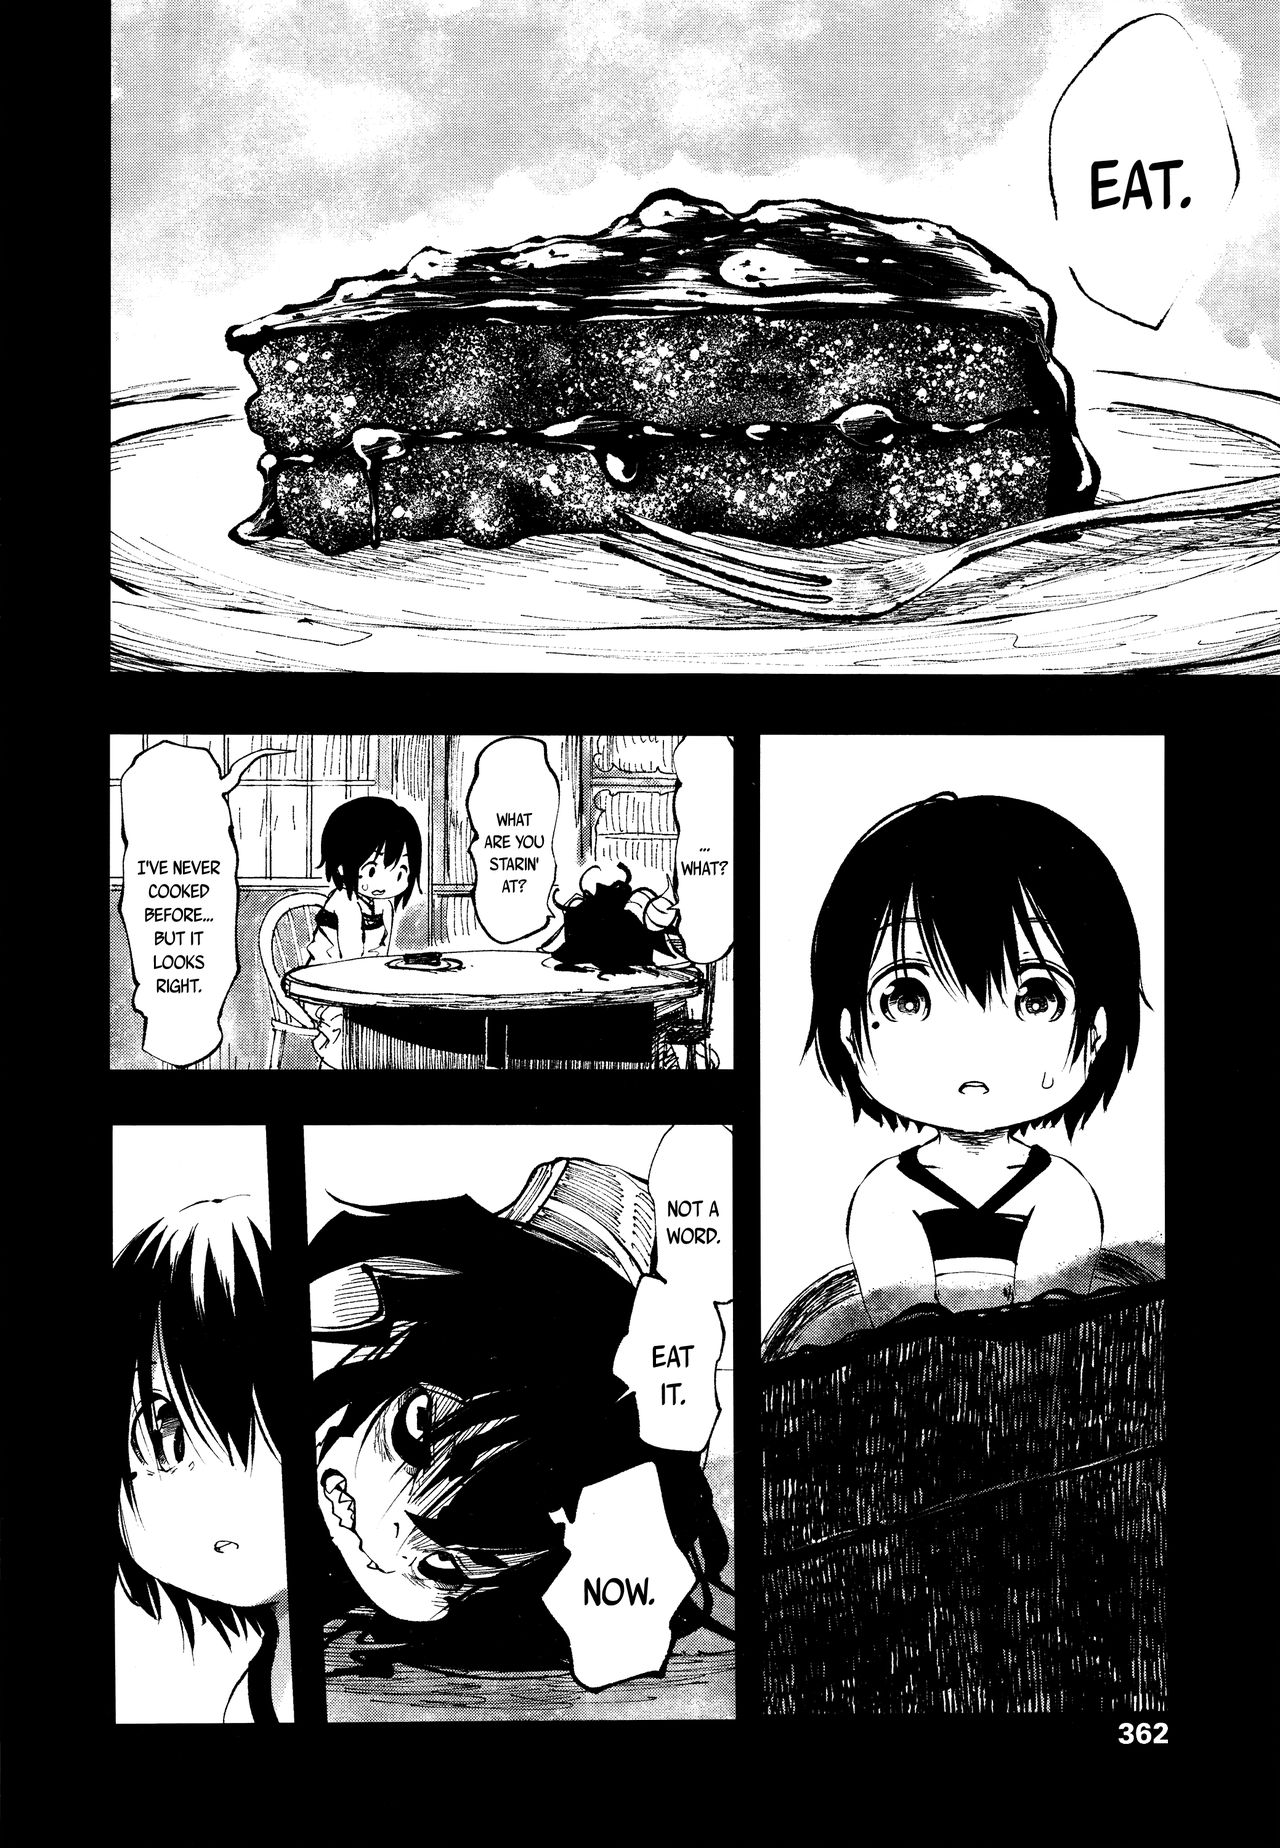 EAT.
...
WHAT?
WHAT
ARE YOU
STARIN'
AT?
I'VE NEVER
COOKED
BEFORE...
BUT IT
LOOKS
RIGHT.
NOT A
WORD.
EAT
IT.
NOW.
362